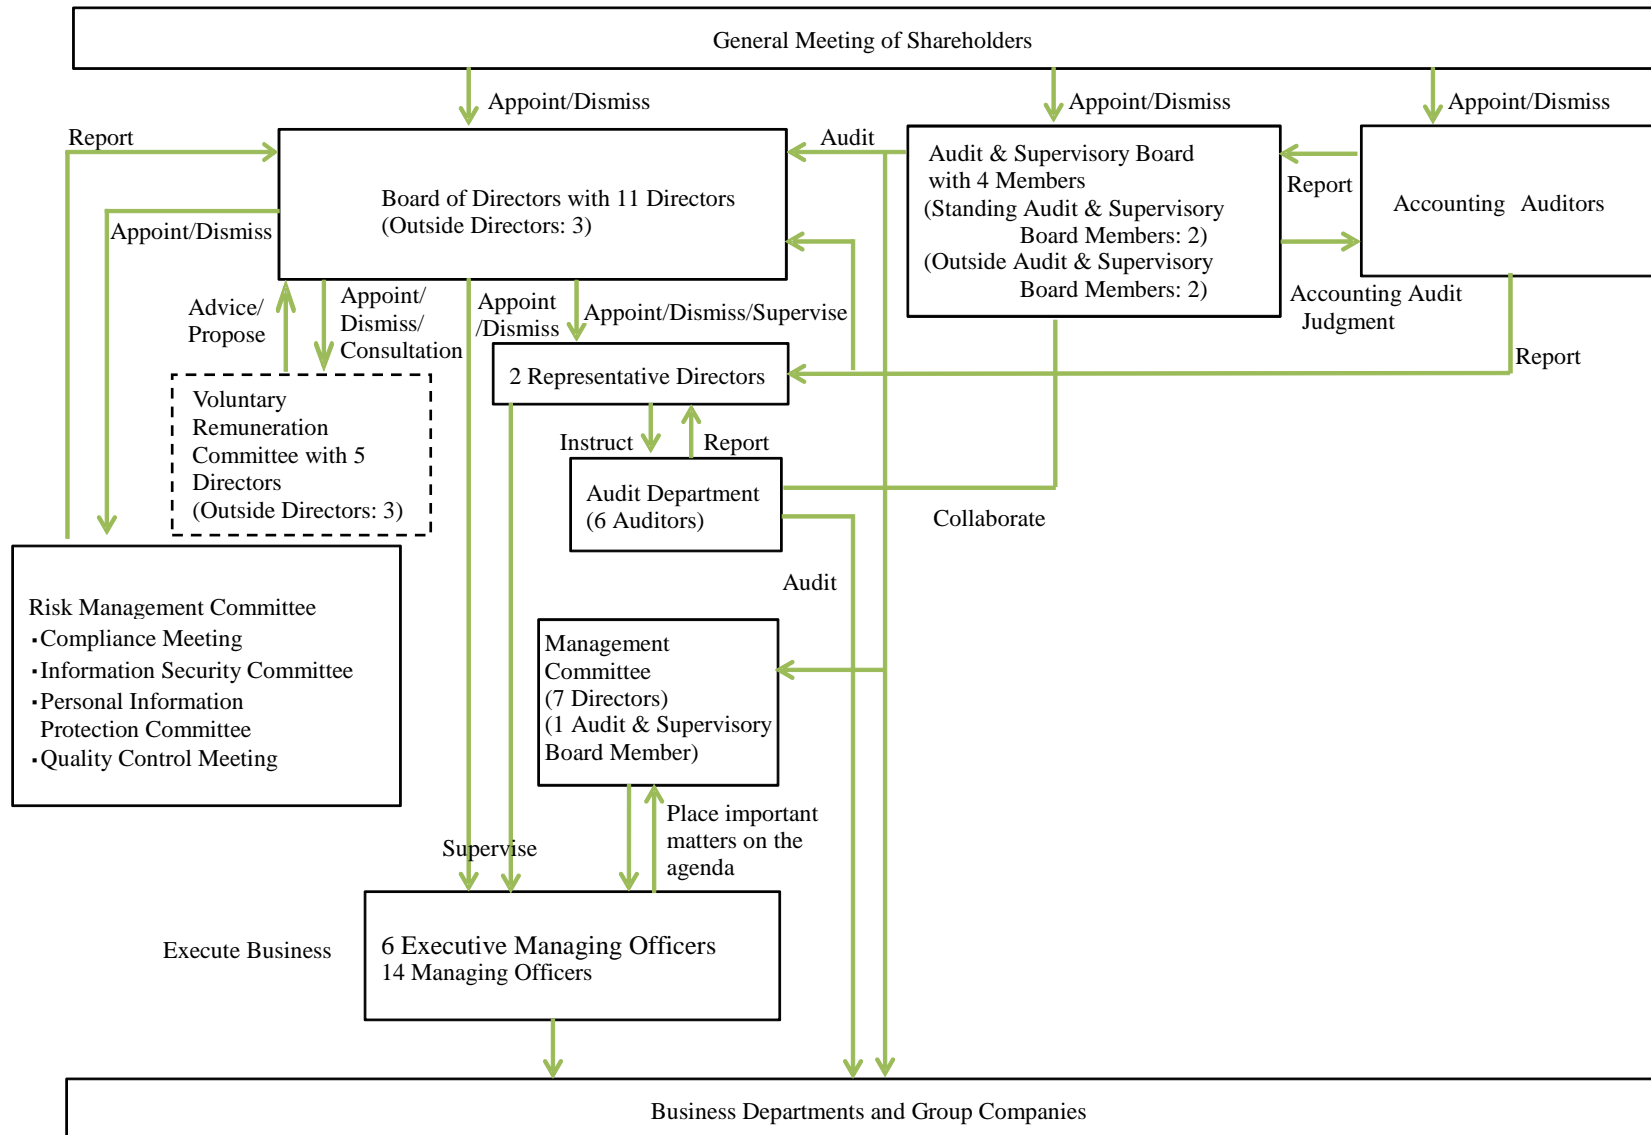 General Meeting of Shareholders
Appoint/Dismiss
Appoint/Dismiss
Appoint/Dismiss
Report
Audit
Board of Directors with 11 Directors
(Outside Directors: 3)
Audit & Supervisory Board
with 4 Members
(Standing Audit & Supervisory
Board Members: 2)
(Outside Audit & Supervisory
Board Members: 2)
Report
Accounting Auditors
Appoint/Dismiss
Accounting Audit
Judgment
Report
Advice/
Propose
Appoint/
Dismiss/
Consultation
Appoint
/Dismiss
Appoint/Dismiss/Supervise
2 Representative Directors
Voluntary
Remuneration
Committee with 5
Directors
(Outside Directors: 3)
Instruct
Report
Audit Department
(6 Auditors)
Collaborate
Audit
Risk Management Committee
・Compliance Meeting
・Information Security Committee
・Personal Information
Protection Committee
・Quality Control Meeting
Management
Committee
(7 Directors)
(1 Audit & Supervisory
Board Member)
Place important
matters on the
agenda
Supervise
Execute Business
6 Executive Managing Officers
14 Managing Officers
Business Departments and Group Companies